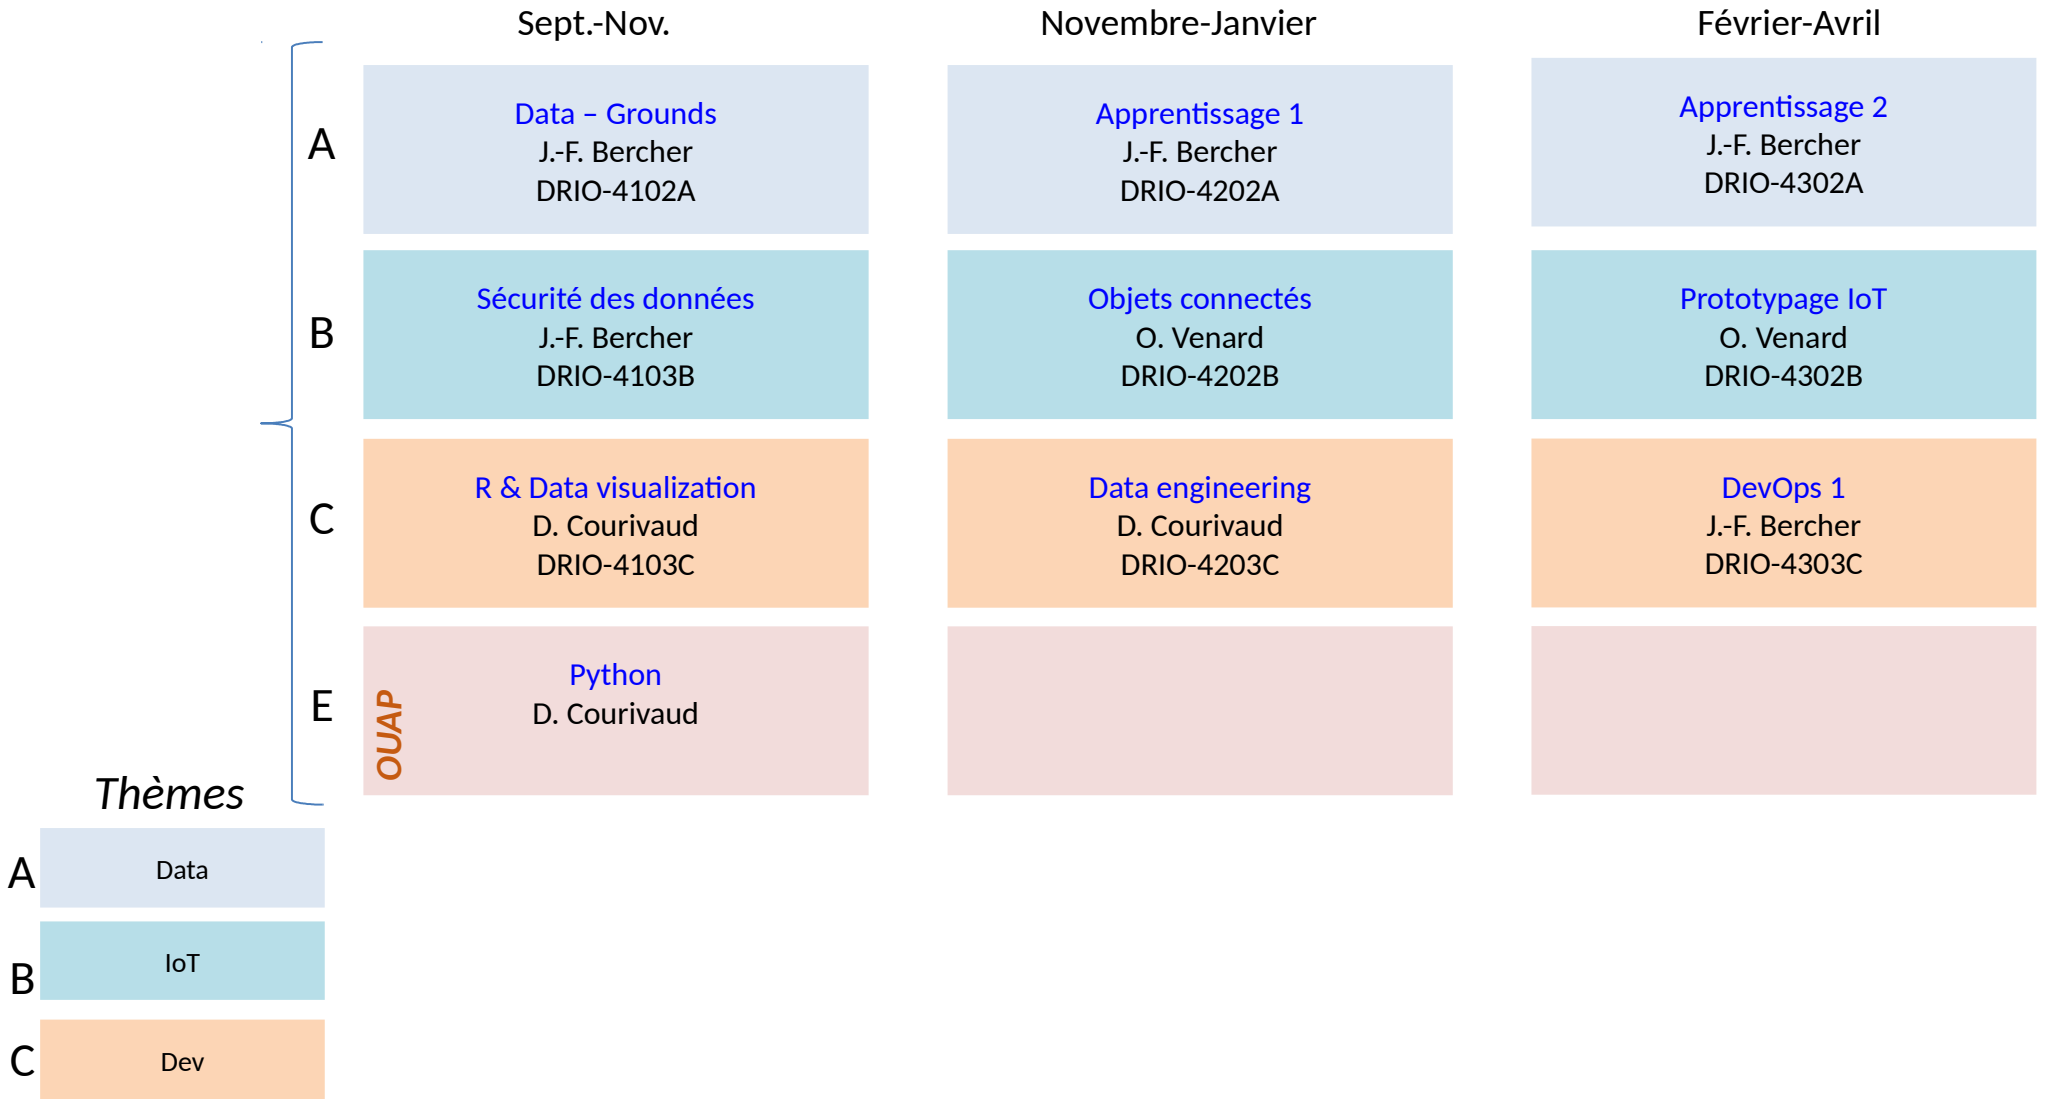 Sept.-Nov.
Novembre-Janvier
Février-Avril
A
Data – Grounds
J.-F. Bercher
DRIO-4102A
Apprentissage 1
J.-F. Bercher
DRIO-4202A
Apprentissage 2
J.-F. Bercher
DRIO-4302A
B
Sécurité des données
J.-F. Bercher
DRIO-4103B
Objets connectés
O. Venard
DRIO-4202B
Prototypage IoT
O. Venard
DRIO-4302B
C
R & Data visualization
D. Courivaud
DRIO-4103C
Data engineering
D. Courivaud
DRIO-4203C
DevOps 1
J.-F. Bercher
DRIO-4303C
E
OUAP
Python
D. Courivaud
Thèmes
A
Data
B
IoT
C
Dev